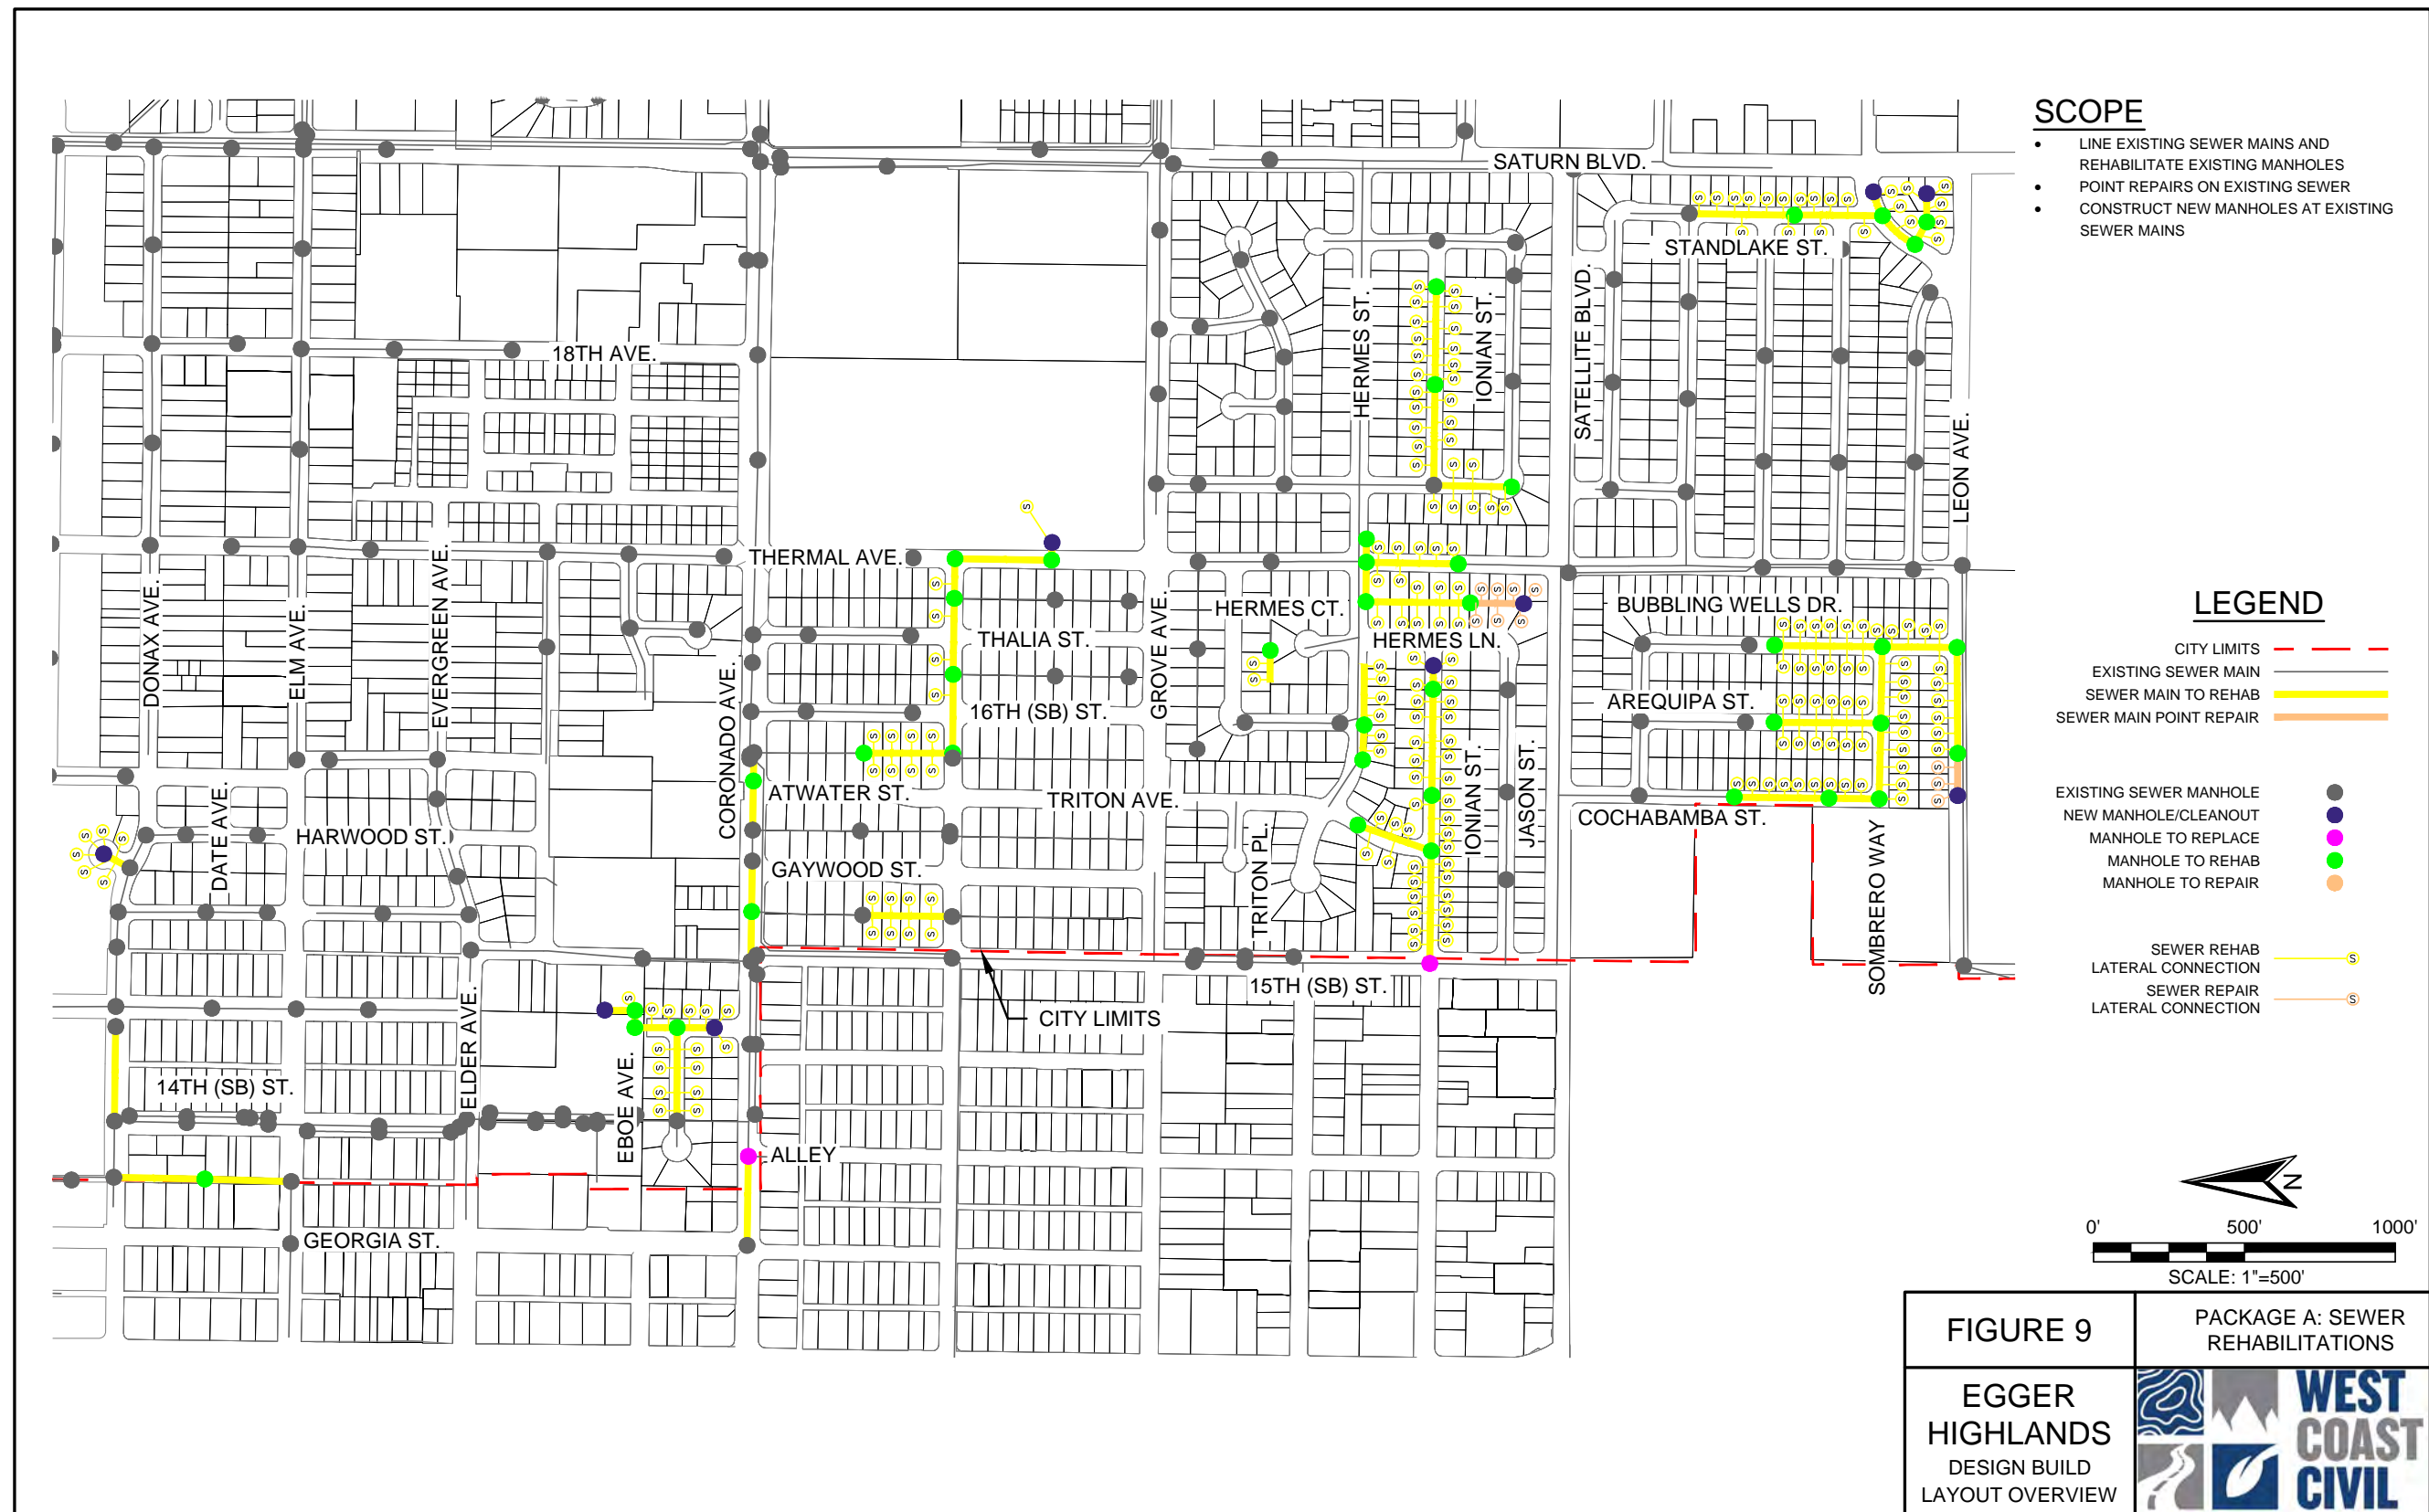 SCOPE
• LINE EXISTING SEWER MAINS AND
REHABILITATE EXISTING MANHOLES
• POINT REPAIRS ON EXISTING SEWER
• CONSTRUCT NEW MANHOLES AT EXISTING
SEWER MAINS
SATURN BLVD.
STANDLAKE ST.
HERMES ST.
IONIAN ST.
SATELLITE BLVD.
LEON AVE.
18TH AVE.
THERMAL AVE.
DONAX AVE.
ELM AVE.
EVERGREEN AVE.
CORONADO AVE.
THALIA ST.
16TH (SB) ST.
GROVE AVE.
HERMES CT.
HERMES LN.
BUBBLING WELLS DR.
AREQUIPA ST.
ATWATER ST.
TRITON AVE.
DATE AVE.
HARWOOD ST.
GAYWOOD ST.
TRITON PL.
IONIAN ST.
JASON ST.
COCHABAMBA ST.
SOMBRERO WAY
15TH (SB) ST.
CITY LIMITS
14TH (SB) ST.
ELDER AVE.
EBOE AVE.
ALLEY
GEORGIA ST.
LEGEND
CITY LIMITS
EXISTING SEWER MAIN
SEWER MAIN TO REHAB
SEWER MAIN POINT REPAIR
EXISTING SEWER MANHOLE
NEW MANHOLE/CLEANOUT
MANHOLE TO REPLACE
MANHOLE TO REHAB
MANHOLE TO REPAIR
SEWER REHAB
LATERAL CONNECTION
S
SEWER REPAIR
LATERAL CONNECTION
S
N
0' 500' 1000'
SCALE: 1"=500'
FIGURE 9
PACKAGE A: SEWER
REHABILITATIONS
EGGER
HIGHLANDS
DESIGN BUILD
LAYOUT OVERVIEW
WEST
COAST
CIVIL